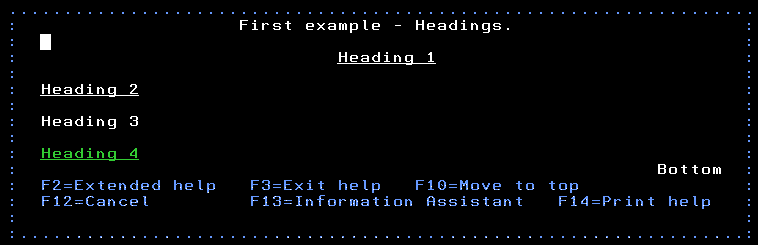 First example - Headings.
Heading 1
Heading 2
Heading 3
Heading 4
Bottom
F2=Extended help   F3=Exit help   F10=Move to top
F12=Cancel         F13=Information Assistant   F14=Print help